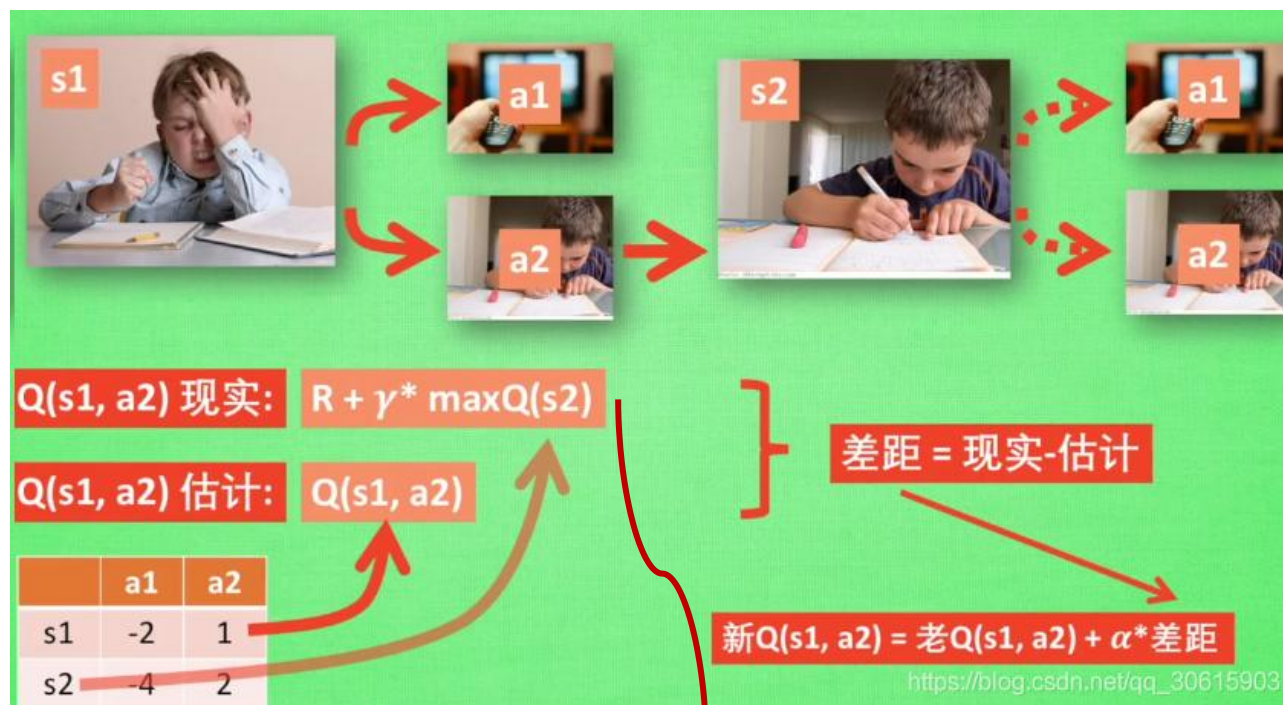 s1
a1
a2
s2
a1
a2
Q(s1, a2) 现实: R + γ* maxQ(s2)
Q(s1, a2) 估计: Q(s1, a2)
差距 = 现实-估计
a1 a2
s1 -2 1
s2 -4 2
新Q(s1, a2) = 老Q(s1, a2) + α*差距
https://blog.csdn.net/qq_30615903